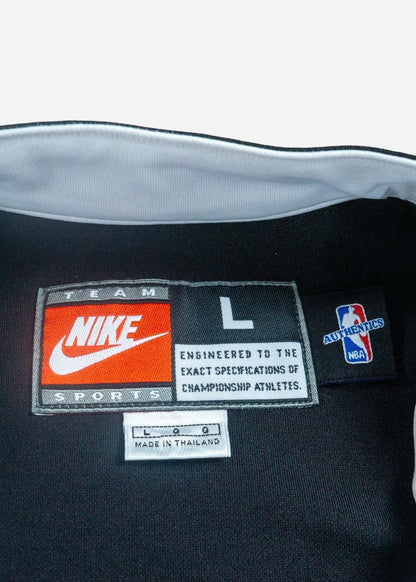 TEAM
NIKE
SPORTS
L
ENGINEERED TO THE
EXACT SPECIFICATIONS OF
CHAMPIONSHIP ATHLETES.
AUTHENTICS
NBA
L G G
MADE IN THAILAND